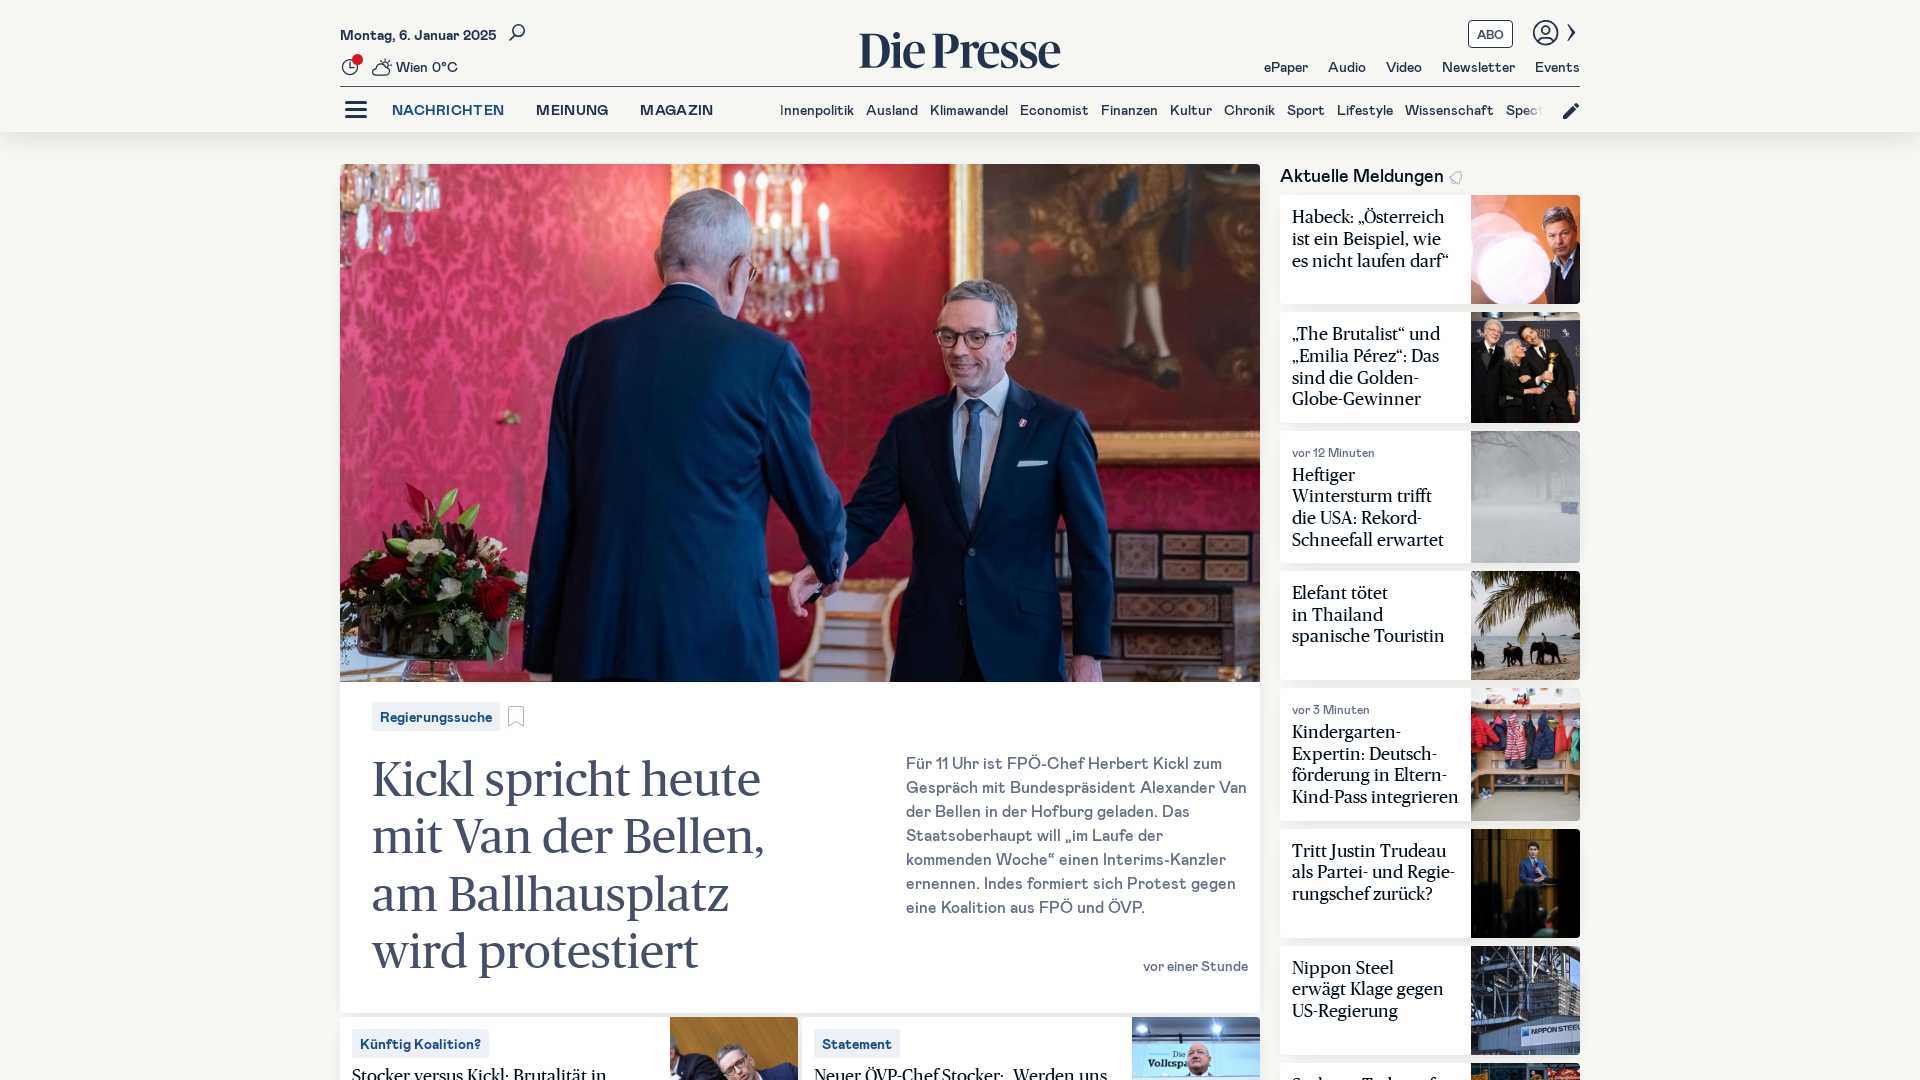 Montag, 6. Januar 2025
Wien 0°C
Die Presse
ABO
ePaper Audio Video Newsletter Events
NACHRICHTEN MEINUNG MAGAZIN
Innenpolitik Ausland Klimawandel Economist Finanzen Kultur Chronik Sport Lifestyle Wissenschaft Spect
Regierungssuche
Kickl spricht heute
mit Van der Bellen,
am Ballhausplatz
wird protestiert
Für 11 Uhr ist FPÖ-Chef Herbert Kickl zum
Gespräch mit Bundespräsident Alexander Van
der Bellen in der Hofburg geladen. Das
Staatsoberhaupt will „im Laufe der
kommenden Woche“ einen Interims-Kanzler
ernennen. Indes formiert sich Protest gegen
eine Koalition aus FPÖ und ÖVP.
vor einer Stunde
Künftig Koalition?
Stocker versus Kickl: Brutalität in
Statement
Neuer ÖVP-Chef Stocker: „Werden uns
Die
Volkspa
Aktuelle Meldungen
Habeck: „Österreich
ist ein Beispiel, wie
es nicht laufen darf“
„The Brutalist“ und
„Emilia Pérez“: Das
sind die Golden-
Globe-Gewinner
vor 12 Minuten
Heftiger
Wintersturm trifft
die USA: Rekord-
Schneefall erwartet
Elefant tötet
in Thailand
spanische Touristin
vor 3 Minuten
Kindergarten-
Expertin: Deutsch-
förderung in Eltern-
Kind-Pass integrieren
Tritt Justin Trudeau
als Partei- und Regie-
rungschef zurück?
Nippon Steel
erwägt Klage gegen
US-Regierung
NIPPON STEEL